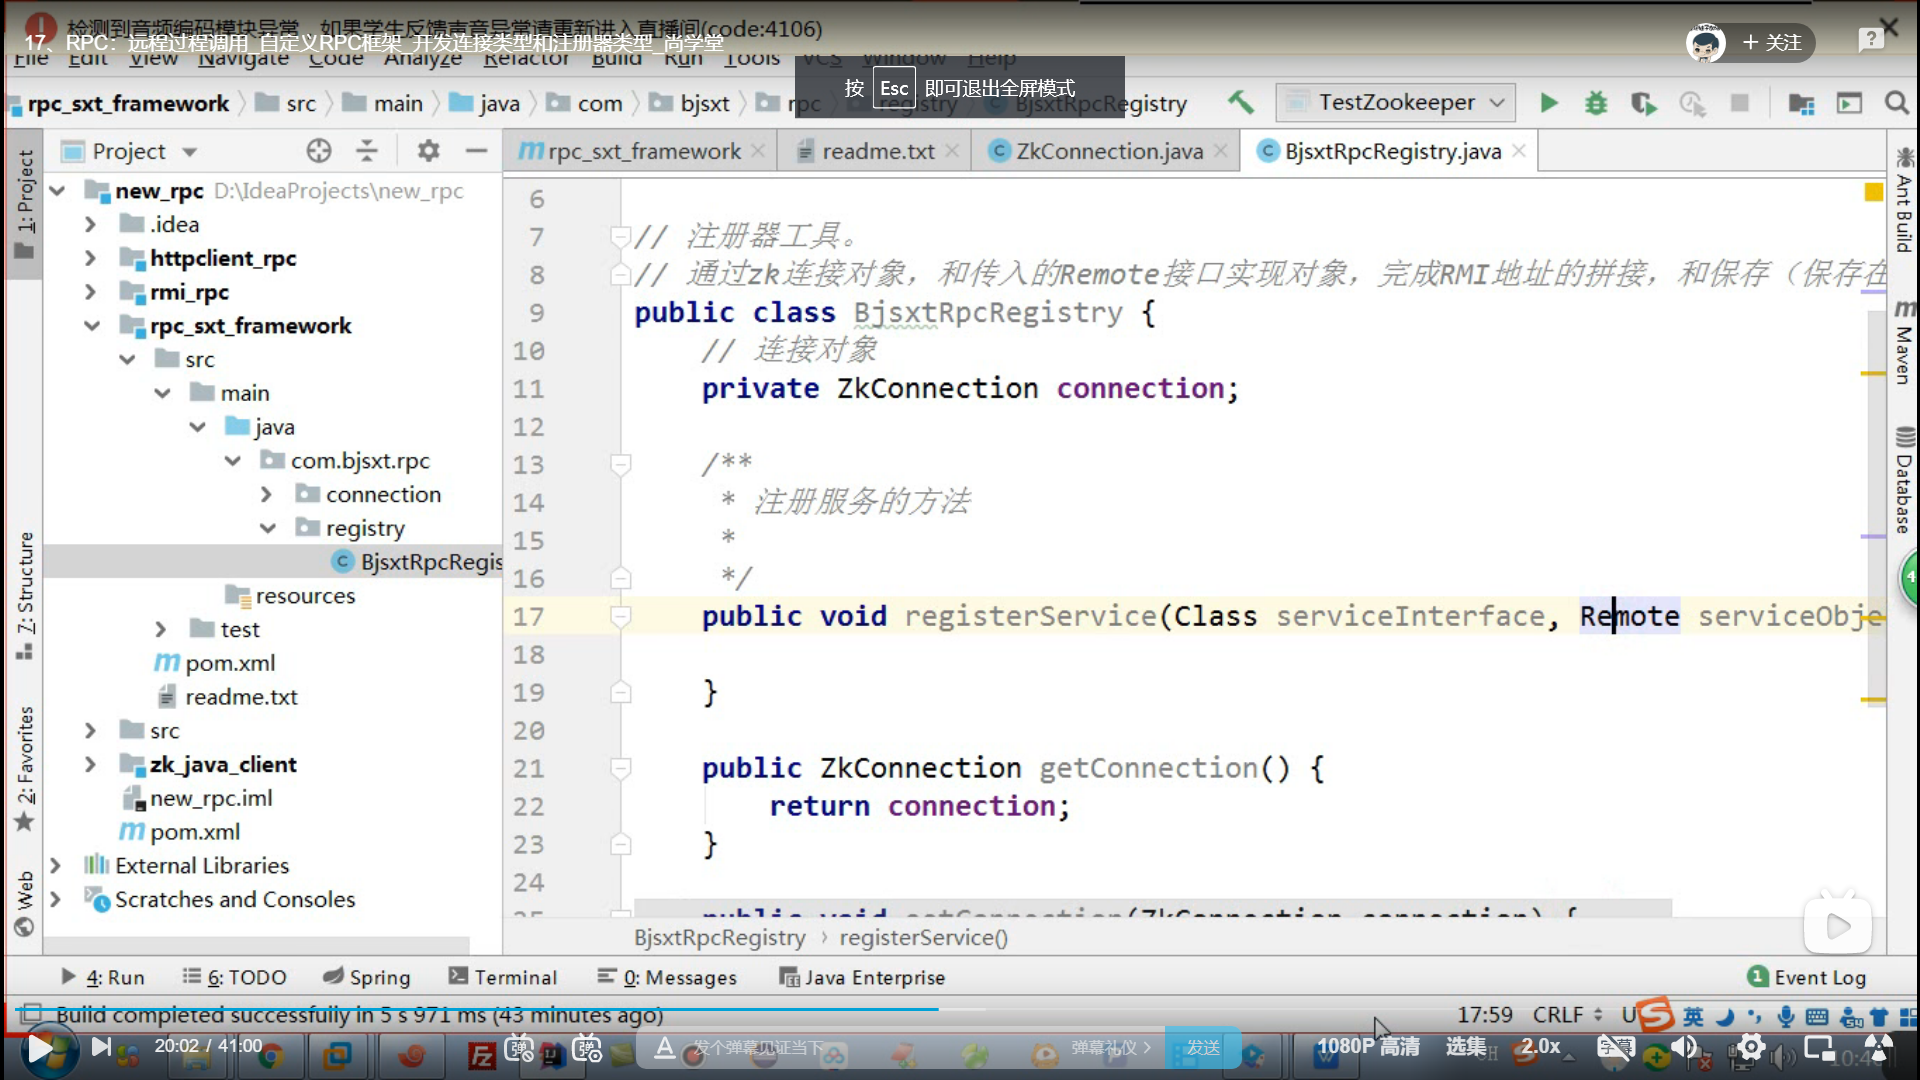 检测到音频编码模块异常，如果学生反馈声音异常请重新进入直播间(code:4106)
17、RPC：远程过程调用_自定义RPC框架_开发连接类型和注册器类型_尚学堂
+ 关注
File Edit View Navigate Code Analyze Refactor Build Run Tools VCS Window Help
按 Esc 即可退出全屏模式
rpc_sxt_framework src main java com bjsxt rpc registry BjsxtRpcRegistry TestZookeeper
Project
rpc_sxt_framework readme.txt ZkConnection.java BjsxtRpcRegistry.java
1: Project
7: Structure
2: Favorites
Web
new_rpc D:\IdeaProjects\new_rpc
.idea
httpclient_rpc
rmi_rpc
rpc_sxt_framework
src
main
java
com.bjsxt.rpc
connection
registry
BjsxtRpcRegis
resources
test
pom.xml
readme.txt
src
zk_java_client
new_rpc.iml
pom.xml
External Libraries
Scratches and Consoles
6
7 // 注册器工具。
8 // 通过zk连接对象，和传入的Remote接口实现对象，完成RMI地址的拼接，和保存（保存在
9 public class BjsxtRpcRegistry {
10 // 连接对象
11 private ZkConnection connection;
12
13 /**
14 * 注册服务的方法
15 *
16 */
17 public void registerService(Class serviceInterface, Remote serviceObje
18
19 }
20
21 public ZkConnection getConnection() {
22 return connection;
23 }
24
25 public void setConnection(ZkConnection connection) {
BjsxtRpcRegistry › registerService()
Ant Build
Maven
Database
4
4: Run 6: TODO Spring Terminal 0: Messages Java Enterprise 1 Event Log
Build completed successfully in 5 s 971 ms (43 minutes ago) 17:59 CRLF U 英
20:02 / 41:00 发个弹幕见证当下 弹幕礼仪 › 发送 1080P 高清 选集 2.0x 字幕